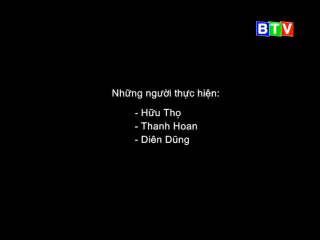 BTV
Những người thực hiện:
- Hữu Thọ
- Thanh Hoan
- Diên Dũng